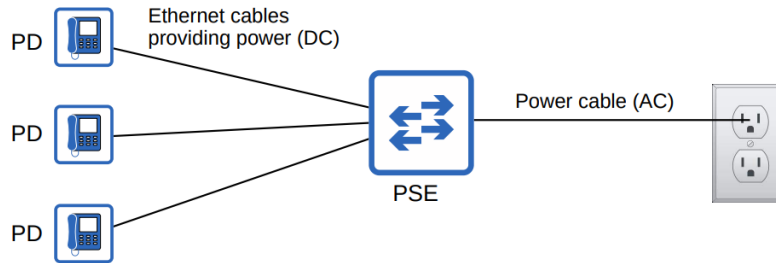 PD
Ethernet cables
providing power (DC)
PD
Power cable (AC)
PSE
PD